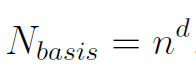 N_{basis} = n^d